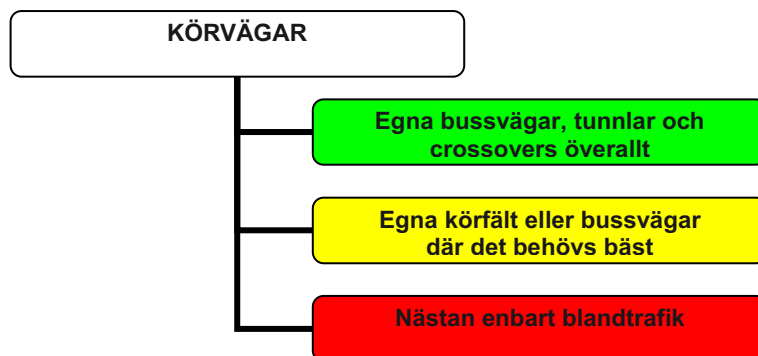 KÖRVÄGAR
Egna bussvägar, tunnlar och
crossovers överallt
Egna körfält eller bussvägar
där det behövs bäst
Nästan enbart blandtrafik